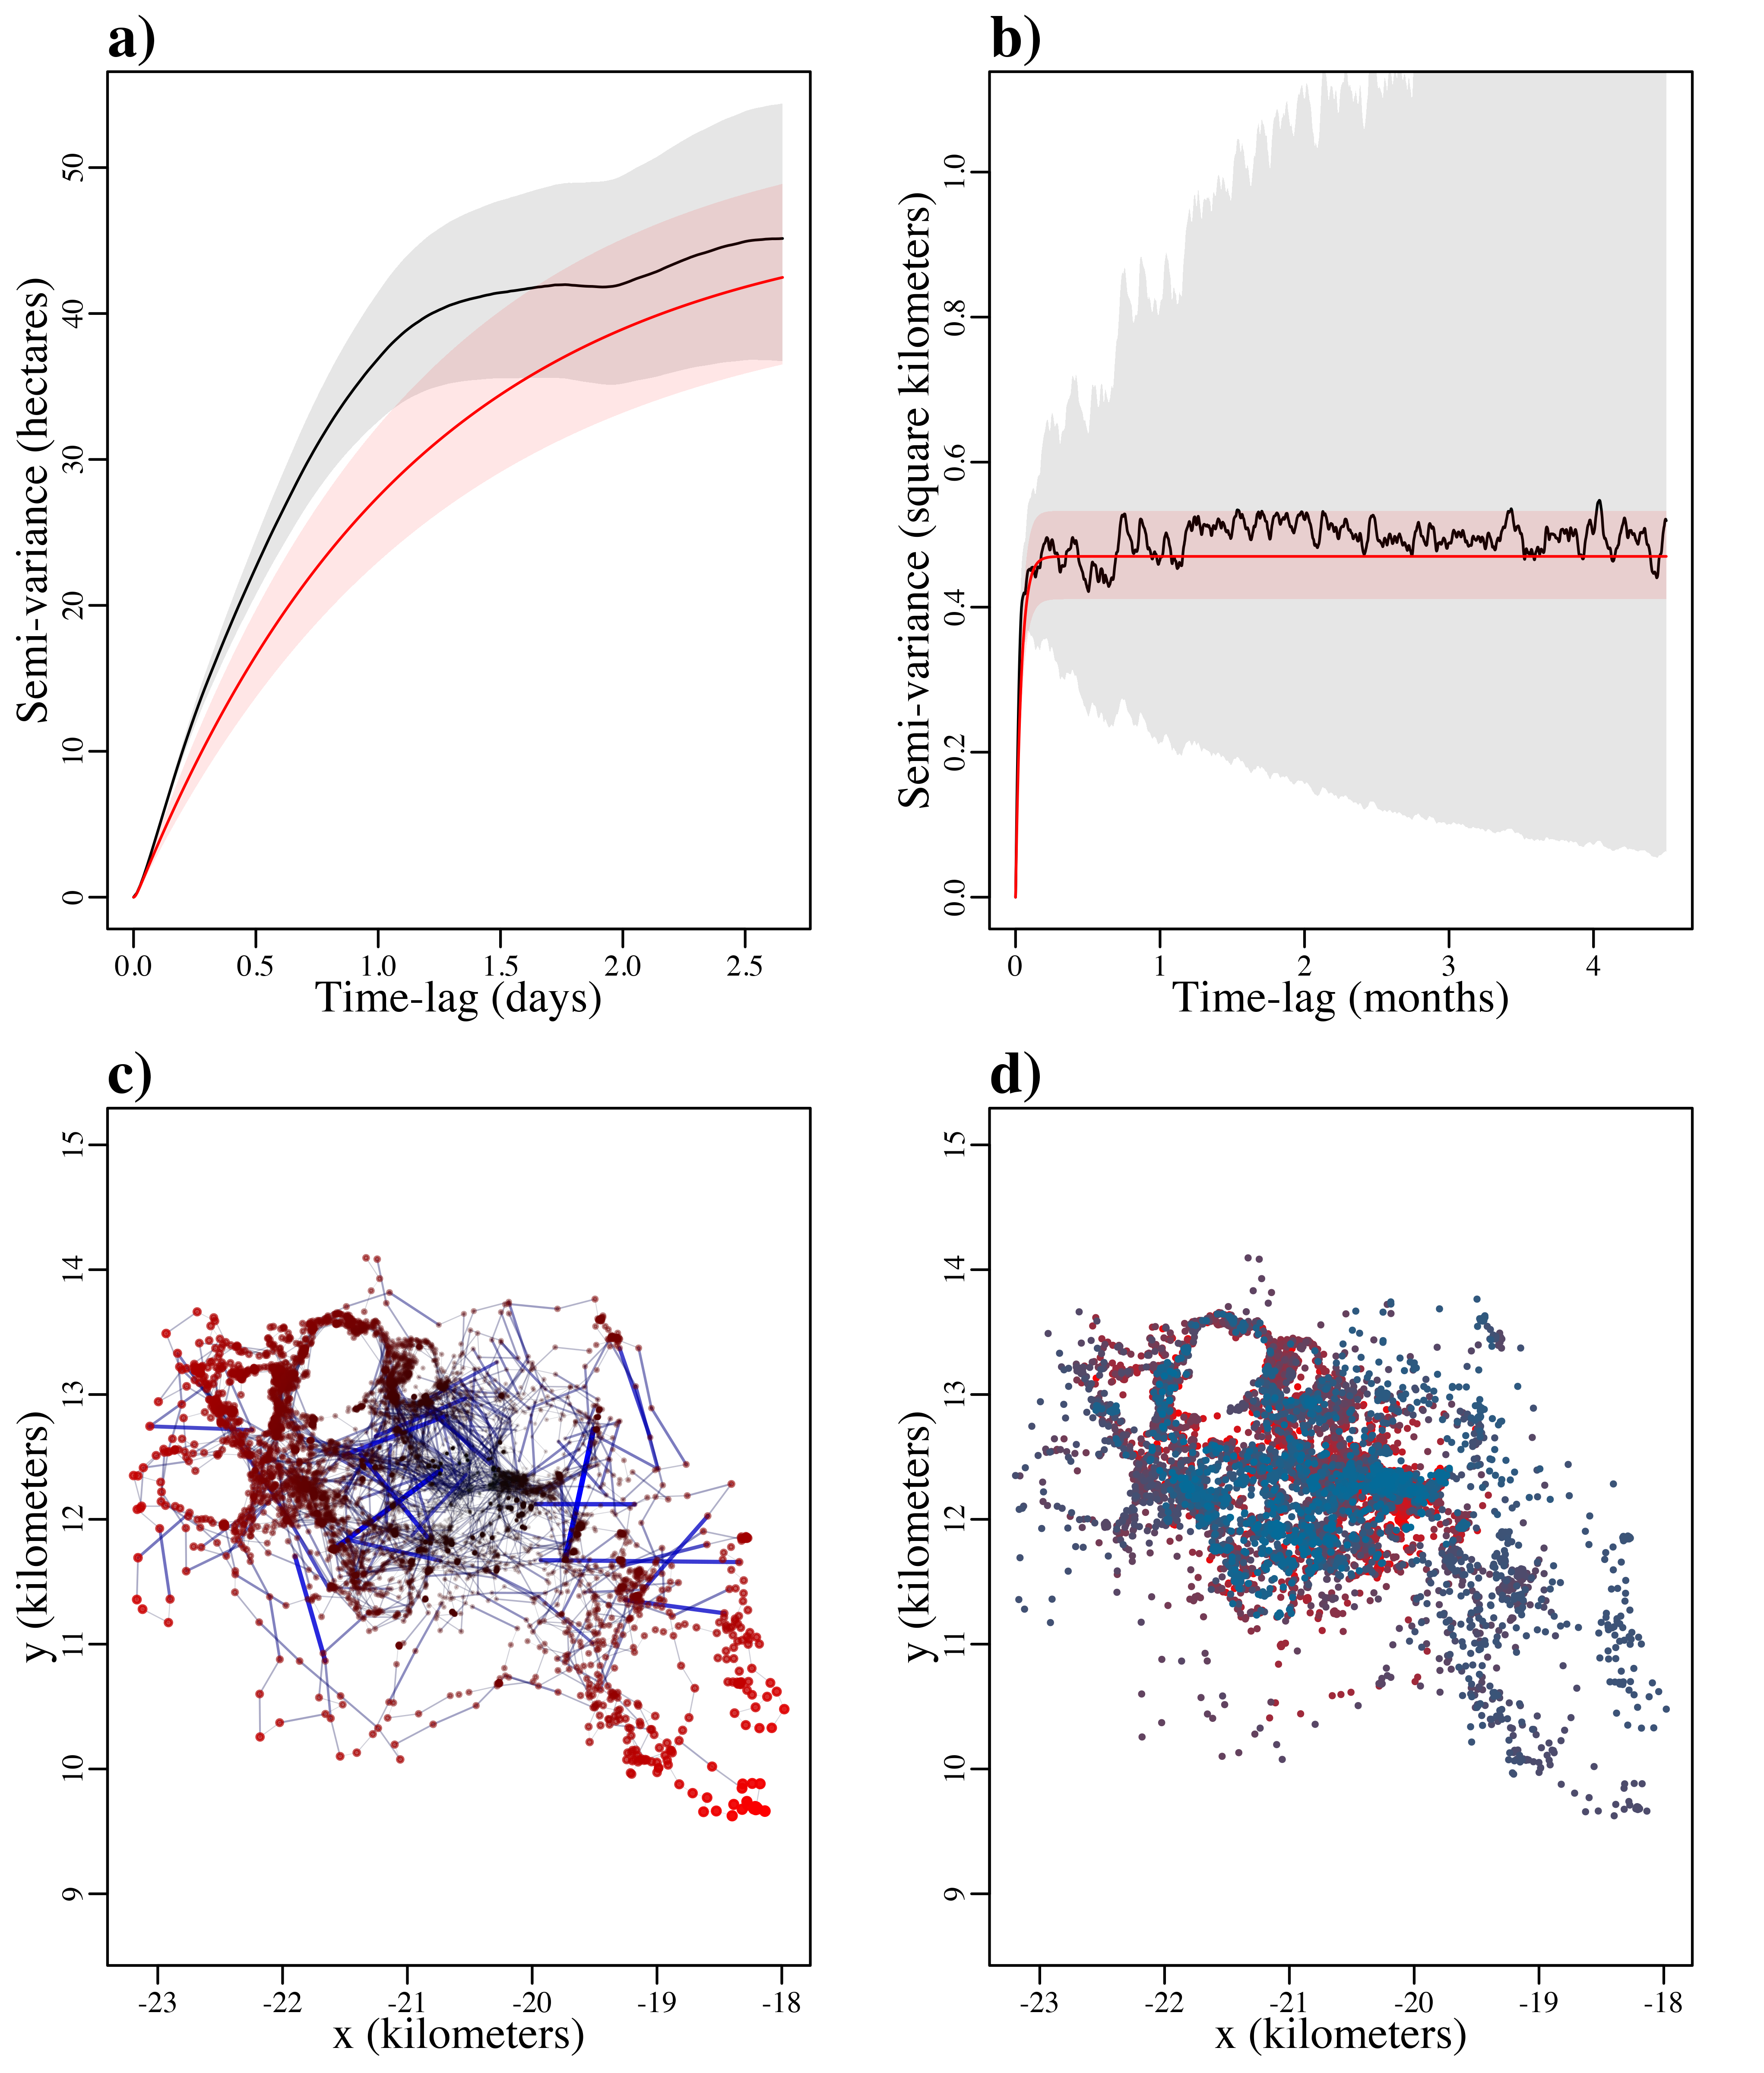 a)
Semi-variance (hectares)
50
40
30
20
10
0
0.0 0.5 1.0 1.5 2.0 2.5
Time-lag (days)
b)
Semi-variance (square kilometers)
1.0
0.8
0.6
0.4
0.2
0.0
0 1 2 3 4
Time-lag (months)
c)
y (kilometers)
15
14
13
12
11
10
9
-23 -22 -21 -20 -19 -18
x (kilometers)
d)
y (kilometers)
15
14
13
12
11
10
9
-23 -22 -21 -20 -19 -18
x (kilometers)